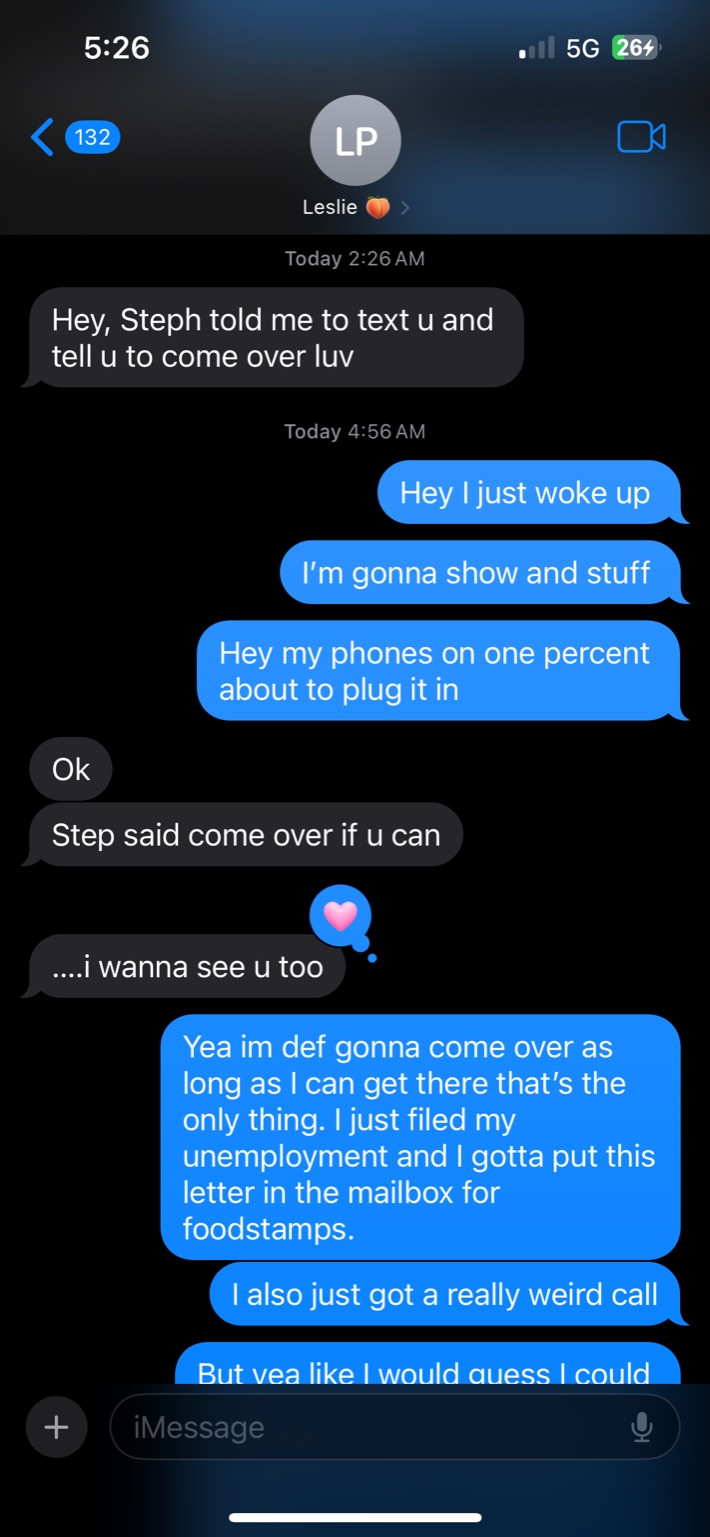 5:26
5G
26
132
LP
Leslie 🍑
Today 2:26 AM
Hey, Steph told me to text u and
tell u to come over luv
Today 4:56 AM
Hey I just woke up
I'm gonna show and stuff
Hey my phones on one percent
about to plug it in
Ok
Step said come over if u can
....i wanna see u too
Yea im def gonna come over as
long as I can get there that's the
only thing. I just filed my
unemployment and I gotta put this
letter in the mailbox for
foodstamps.
I also just got a really weird call
But yea like I would guess I could
iMessage